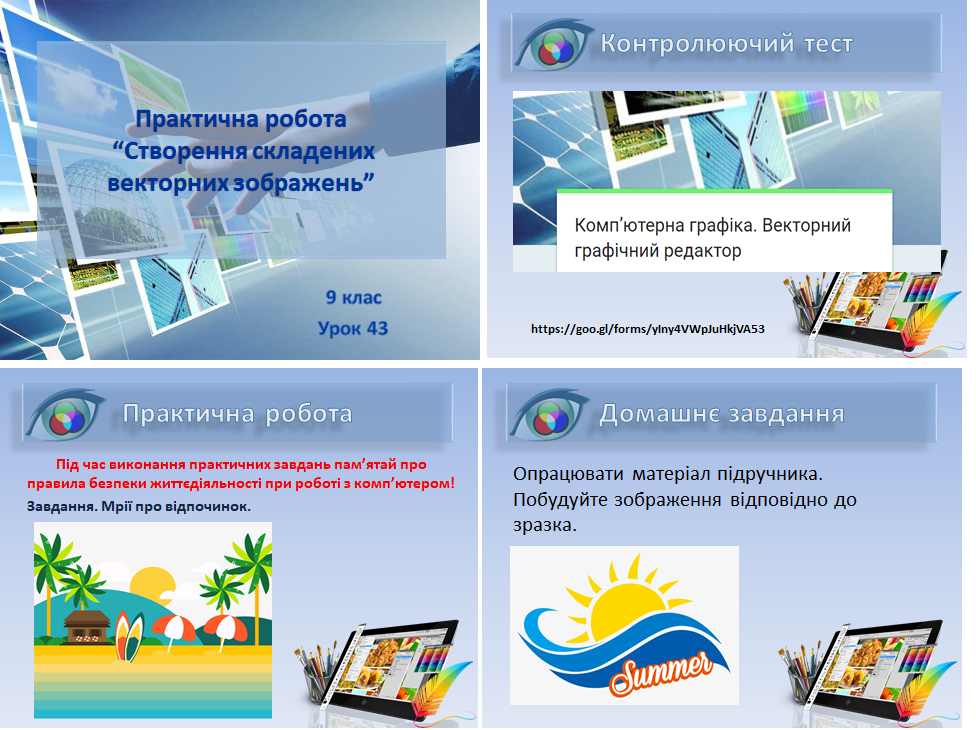 Практична робота
“Створення складених
векторних зображень”
9 клас
Урок 43
Контролюючий тест
Комп’ютерна графіка. Векторний
графічний редактор
https://goo.gl/forms/ylny4VWpJuHkjVA53
Практична робота
Під час виконання практичних завдань пам’ятай про
правила безпеки життєдіяльності при роботі з комп’ютером!
Завдання. Мрії про відпочинок.
Домашнє завдання
Опрацювати матеріал підручника.
Побудуйте зображення відповідно до
зразка.
Summer